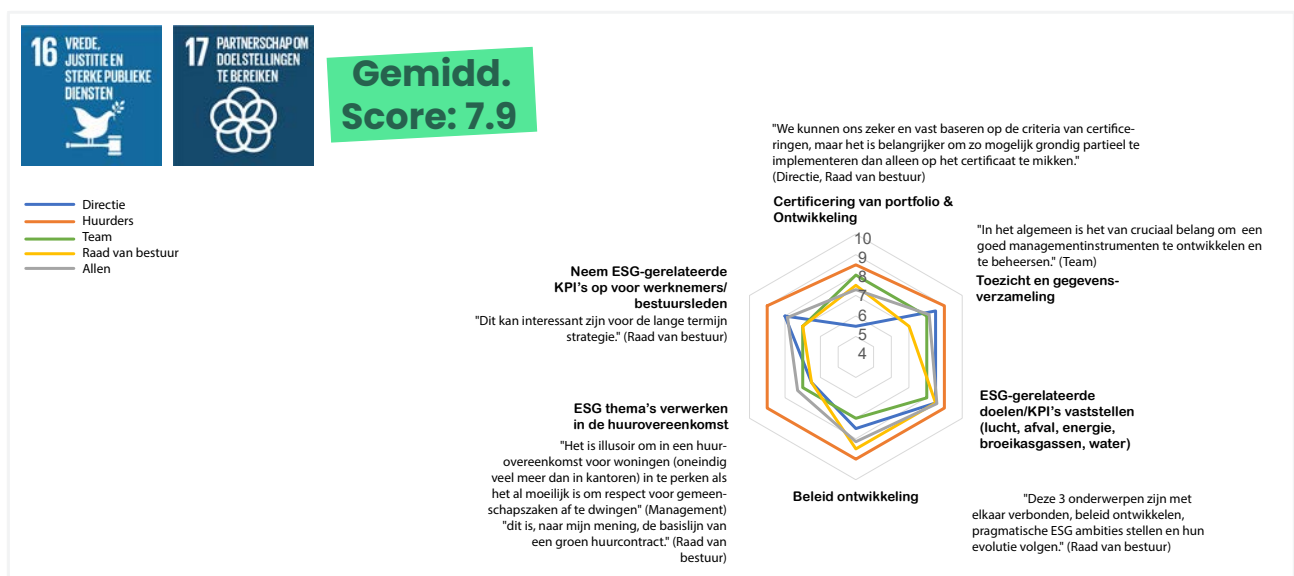 16 VREDE,
JUSTITIE EN
STERKE PUBLIEKE
DIENSTEN
17 PARTNERSCHAP OM
DOELSTELLINGEN
TE BEREIKEN
Gemidd.
Score: 7.9
Directie
Huurders
Team
Raad van bestuur
Allen
"We kunnen ons zeker en vast baseren op de criteria van certifice-
ringen, maar het is belangrijker om zo mogelijk grondig partieel te
implementeren dan alleen op het certificaat te mikken."
(Directie, Raad van bestuur)
Certificering van portfolio &
Ontwikkeling
"In het algemeen is het van cruciaal belang om een
goed managementinstrumenten te ontwikkelen en
te beheersen." (Team)
Toezicht en gegevens-
verzameling
10
9
8
7
6
5
4
Neem ESG-gerelateerde
KPI's op voor werknemers/
bestuursleden
"Dit kan interessant zijn voor de lange termijn
strategie." (Raad van bestuur)
ESG-gerelateerde
doelen/KPI's vaststellen
(lucht, afval, energie,
broeikasgassen, water)
ESG thema's verwerken
in de huurovereenkomst
"Het is illusoir om in een huur-
overeenkomst voor woningen (oneindig
veel meer dan in kantoren) in te perken als
het al moeilijk is om respect voor gemeen-
schapszaken af te dwingen" (Management)
"dit is, naar mijn mening, de basislijn van
een groen huurcontract." (Raad van
bestuur)
Beleid ontwikkeling
"Deze 3 onderwerpen zijn met
elkaar verbonden, beleid ontwikkelen,
pragmatische ESG ambities stellen en hun
evolutie volgen." (Raad van bestuur)